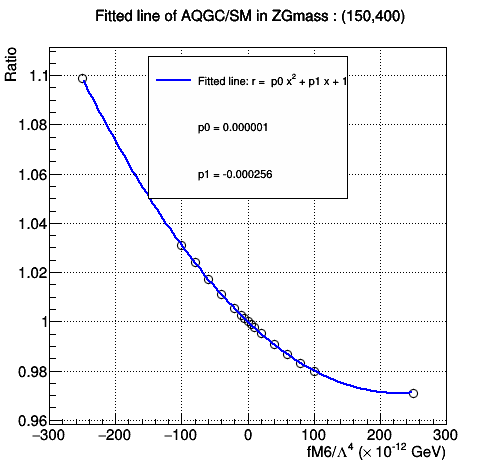 Fitted line of AQGC/SM in ZGmass : (150,400)
Ratio
1.1
1.08
1.06
1.04
1.02
1
0.98
0.96
Fitted line: r = p0 x² + p1 x + 1
p0 = 0.000001
p1 = -0.000256
−300 −200 −100 0 100 200 300
fM6/Λ⁴ (× 10⁻¹² GeV)